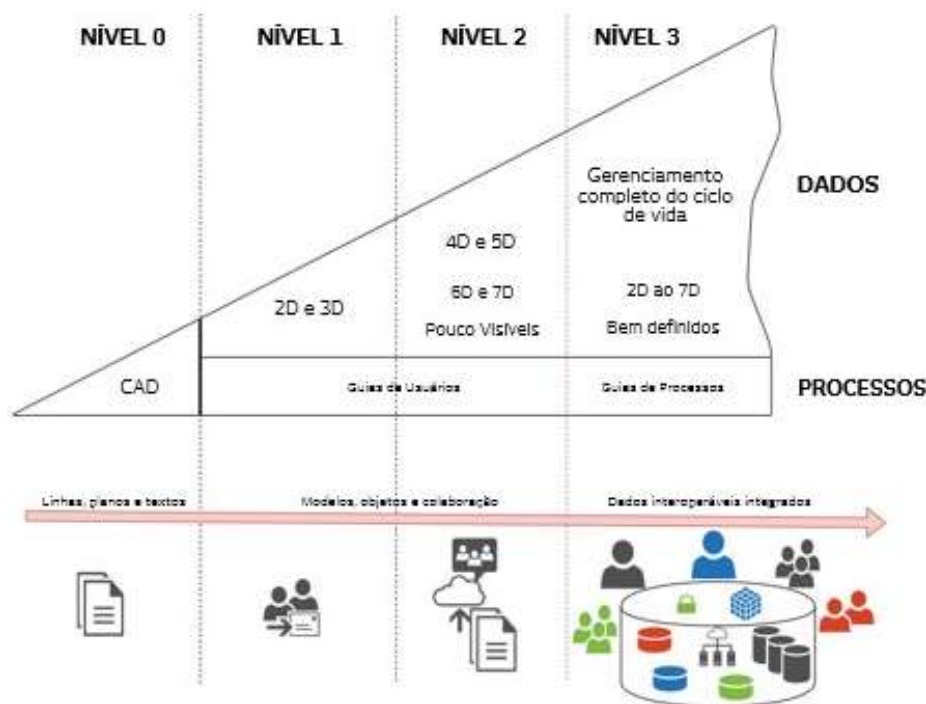 NÍVEL 0
NÍVEL 1
NÍVEL 2
NÍVEL 3
Gerenciamento
completo do ciclo
de vida
DADOS
4D e 5D
2D e 3D
6D e 7D
2D ao 7D
Pouco Visíveis
Bem definidos
CAD
Guies de Usuários
Guies de Processos
PROCESSOS
Linhas, planos e textos
Modelos, objetos e colaboração
Dados interoperáveis integrados